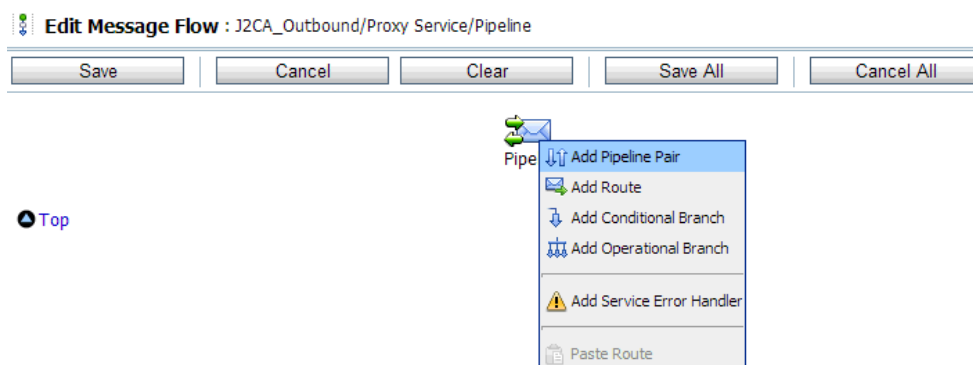 Edit Message Flow : J2CA_Outbound/Proxy Service/Pipeline
Save Cancel Clear Save All Cancel All
Pipe
Add Pipeline Pair
Add Route
Top
Add Conditional Branch
Add Operational Branch
Add Service Error Handler
Paste Route